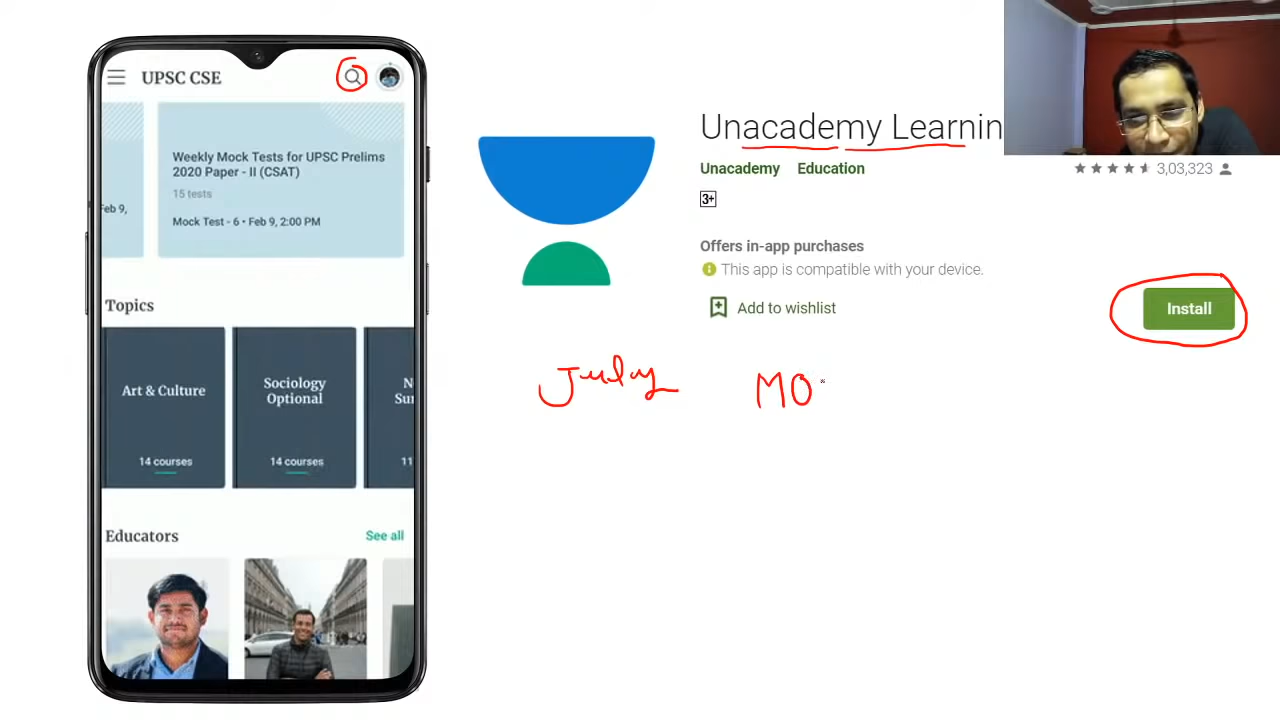 UPSC CSE
Feb 9,
Weekly Mock Tests for UPSC Prelims
2020 Paper - II (CSAT)
15 tests
Mock Test - 6 • Feb 9, 2:00 PM
Topics
Art & Culture
14 courses
Sociology
Optional
14 courses
N
Su
11
Educators
See all
Unacademy Learnin
Unacademy Education
3,03,323
3+
Offers in-app purchases
This app is compatible with your device.
Add to wishlist
Install
MO